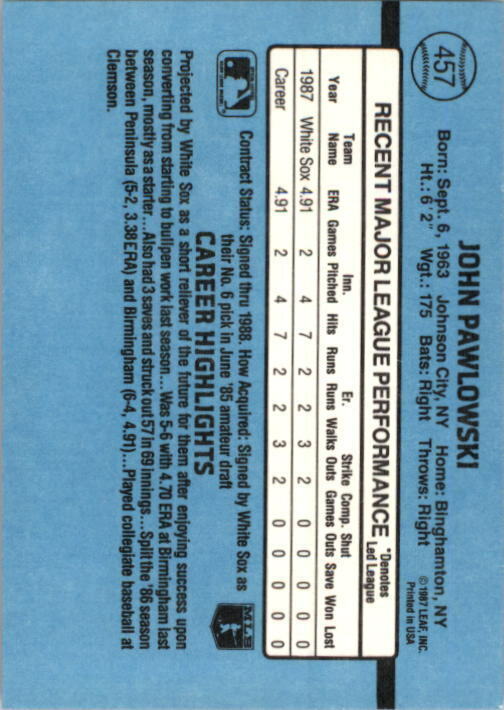 457
JOHN PAWLOWSKI
Born: Sept. 6, 1963 Johnson City, NY Home: Binghamton, NY
Ht.: 6' 2" Wgt.: 175 Bats: Right Throws: Right
© 1987 LEAF, INC.
Printed in USA
RECENT MAJOR LEAGUE PERFORMANCE *Denotes Led League
Team Inn. Er. Strike Comp. Shut
Year Name ERA Games Pitched Hits Runs Runs Walks Outs Games Outs Save Won Lost
1987 White Sox 4.91 2 4 7 2 2 3 2 0 0 0 0 0
Career 4.91 2 4 7 2 2 3 2 0 0 0 0 0
Contract Status: Signed thru 1988. How Acquired: Signed by White Sox as
their No. 6 pick in June '85 amateur draft
MLB
CAREER HIGHLIGHTS
Projected by White Sox as a short reliever of the future for them after enjoying success upon
converting from starting to bullpen work last season...Was 5-6 with 4.70 ERA at Birmingham last
season, mostly as a starter...Also had 3 saves and struck out 57 in 69 innings...Split the '86 season
between Peninsula (5-2, 3.38 ERA) and Birmingham (6-4, 4.91)...Played collegiate baseball at
Clemson.